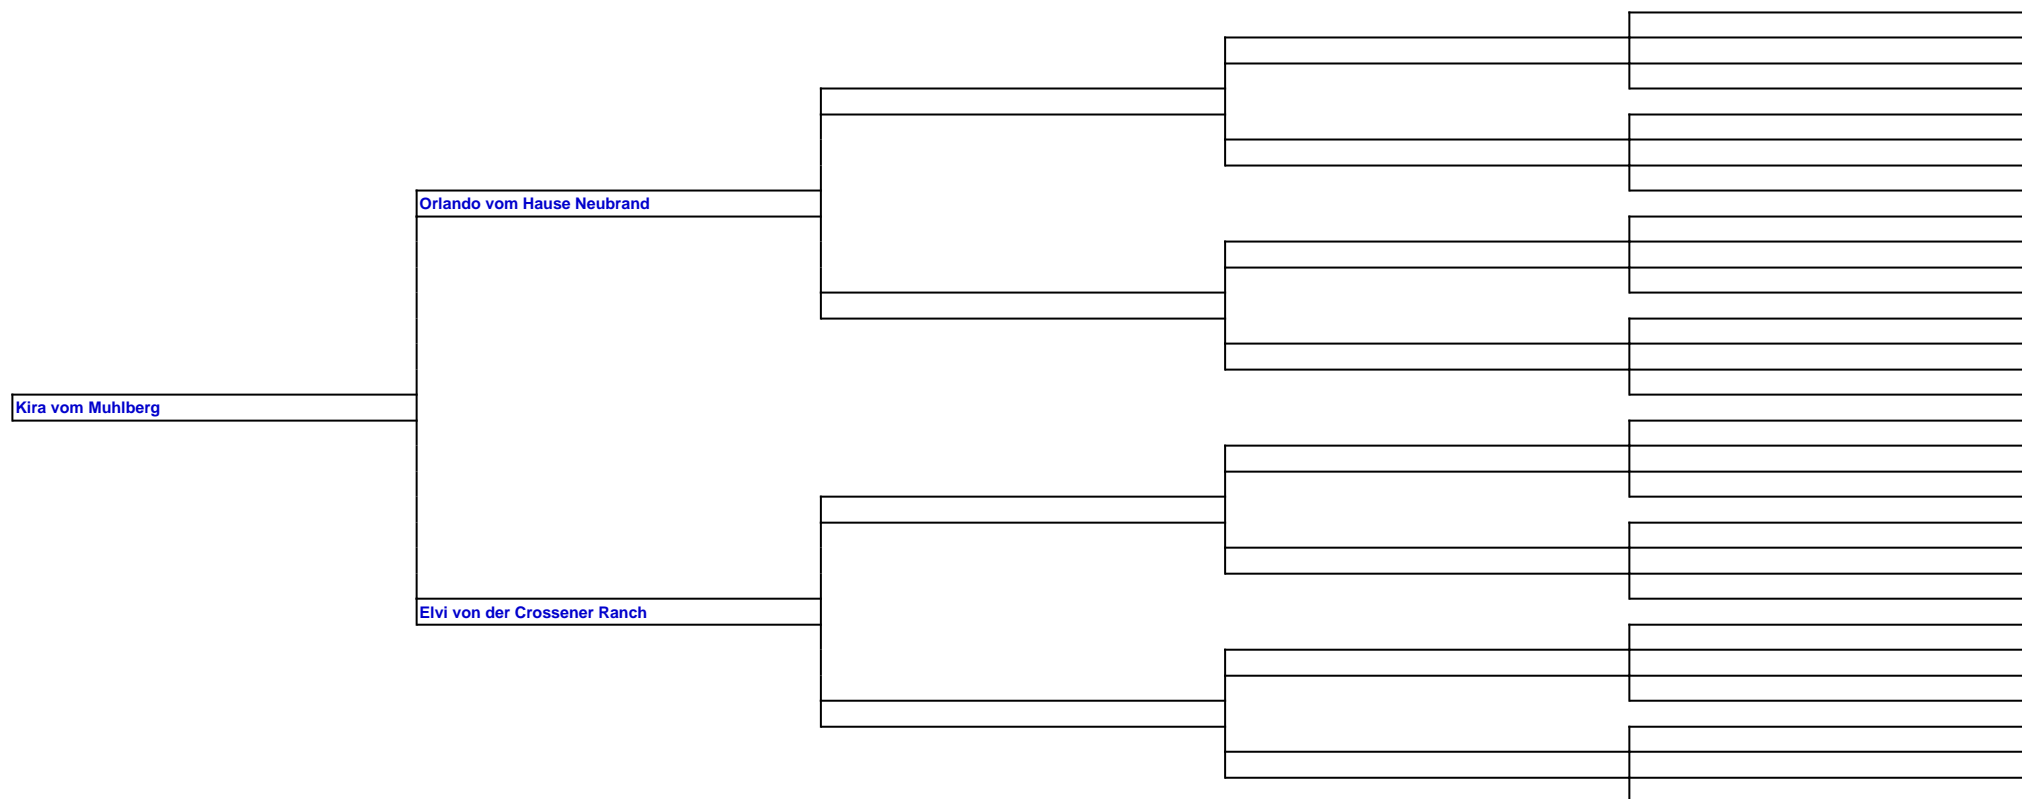 Orlando vom Hause Neubrand
Kira vom Muhlberg
Elvi von der Crossener Ranch